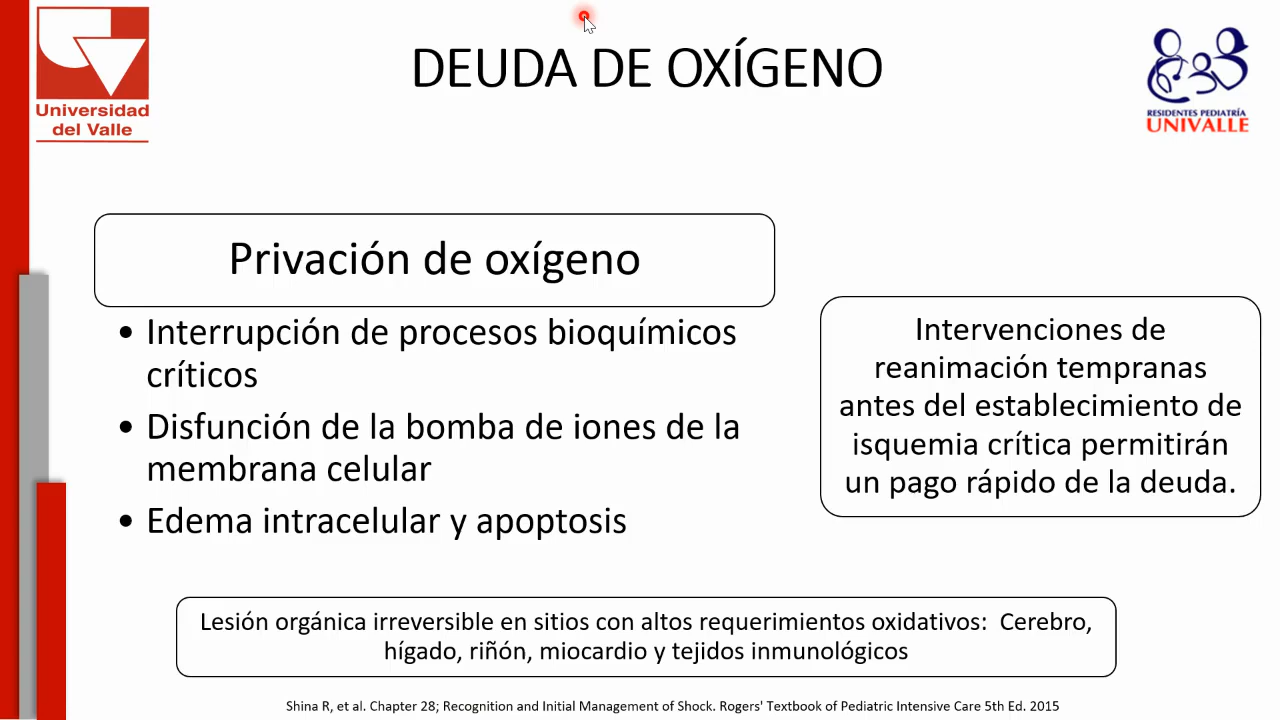 DEUDA DE OXÍGENO
Universidad
del Valle
RESIDENTES PEDIATRÍA
UNIVALLE
Privación de oxígeno
• Interrupción de procesos bioquímicos
críticos
• Disfunción de la bomba de iones de la
membrana celular
• Edema intracelular y apoptosis
Intervenciones de
reanimación tempranas
antes del establecimiento de
isquemia crítica permitirán
un pago rápido de la deuda.
Lesión orgánica irreversible en sitios con altos requerimientos oxidativos:  Cerebro,
hígado, riñón, miocardio y tejidos inmunológicos
Shina R, et al. Chapter 28; Recognition and Initial Management of Shock. Rogers' Textbook of Pediatric Intensive Care 5th Ed. 2015